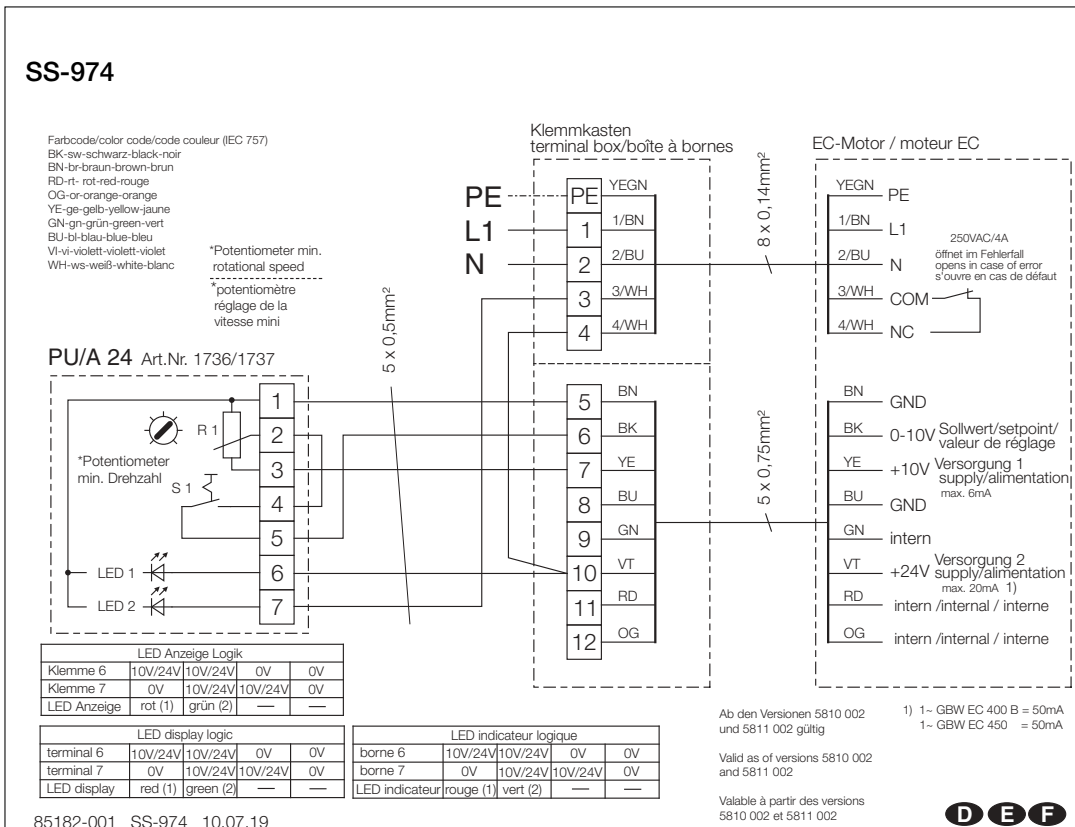 SS-974
Farbcode/color code/code couleur (IEC 757)
BK-sw-schwarz-black-noir
BN-br-braun-brown-brun
RD-rt- rot-red-rouge
OG-or-orange-orange
YE-ge-gelb-yellow-jaune
GN-gn-grün-green-vert
BU-bl-blau-blue-bleu
VI-vi-violett-violett-violet
WH-ws-weiß-white-blanc
*Potentiometer min.
rotational speed
*potentiomètre
réglage de la
vitesse mini
PU/A 24 Art.Nr. 1736/1737
1
2
3
4
5
6
7
R 1
*Potentiometer
min. Drehzahl
S 1
LED 1
LED 2
5 x 0,5mm²
Klemmkasten
terminal box/boîte à bornes
PE PE YEGN
L1 1 1/BN
N 2 2/BU
3 3/WH
4 4/WH
5 BN
6 BK
7 YE
8 BU
9 GN
10 VT
11 RD
12 OG
8 x 0,14mm²
5 x 0,75mm²
EC-Motor / moteur EC
YEGN PE
1/BN L1
2/BU N
3/WH COM
4/WH NC
250VAC/4A
öffnet im Fehlerfall
opens in case of error
s'ouvre en cas de défaut
BN GND
BK 0-10V Sollwert/setpoint/
valeur de réglage
YE +10V Versorgung 1
supply/alimentation
max. 6mA
BU GND
GN intern
VT +24V Versorgung 2
supply/alimentation
max. 20mA 1)
RD intern /internal / interne
OG intern /internal / interne
LED Anzeige Logik
Klemme 6 10V/24V 10V/24V 0V 0V
Klemme 7 0V 10V/24V 10V/24V 0V
LED Anzeige rot (1) grün (2) — —
LED display logic
terminal 6 10V/24V 10V/24V 0V 0V
terminal 7 0V 10V/24V 10V/24V 0V
LED display red (1) green (2) — —
LED indicateur logique
borne 6 10V/24V 10V/24V 0V 0V
borne 7 0V 10V/24V 10V/24V 0V
LED indicateur rouge (1) vert (2) — —
Ab den Versionen 5810 002
und 5811 002 gültig
Valid as of versions 5810 002
and 5811 002
Valable à partir des versions
5810 002 et 5811 002
1) 1~ GBW EC 400 B = 50mA
1~ GBW EC 450 = 50mA
D E F
85182-001 SS-974 10.07.19